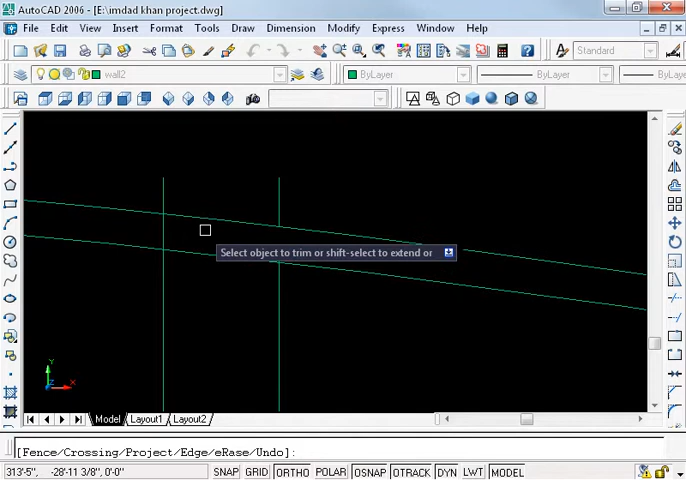 AutoCAD 2006 - [E:\imdad khan project.dwg]
File Edit View Insert Format Tools Draw Dimension Modify Express Window Help
Standard
wall2 ByLayer ByLayer ByLayer
Select object to trim or shift-select to extend or
Y
X
Z
Model Layout1 Layout2
[Fence/Crossing/Project/Edge/eRase/Undo]:
313'-5", -28'-11 3/8", 0'-0" SNAP GRID ORTHO POLAR OSNAP OTRACK DYN LWT MODEL